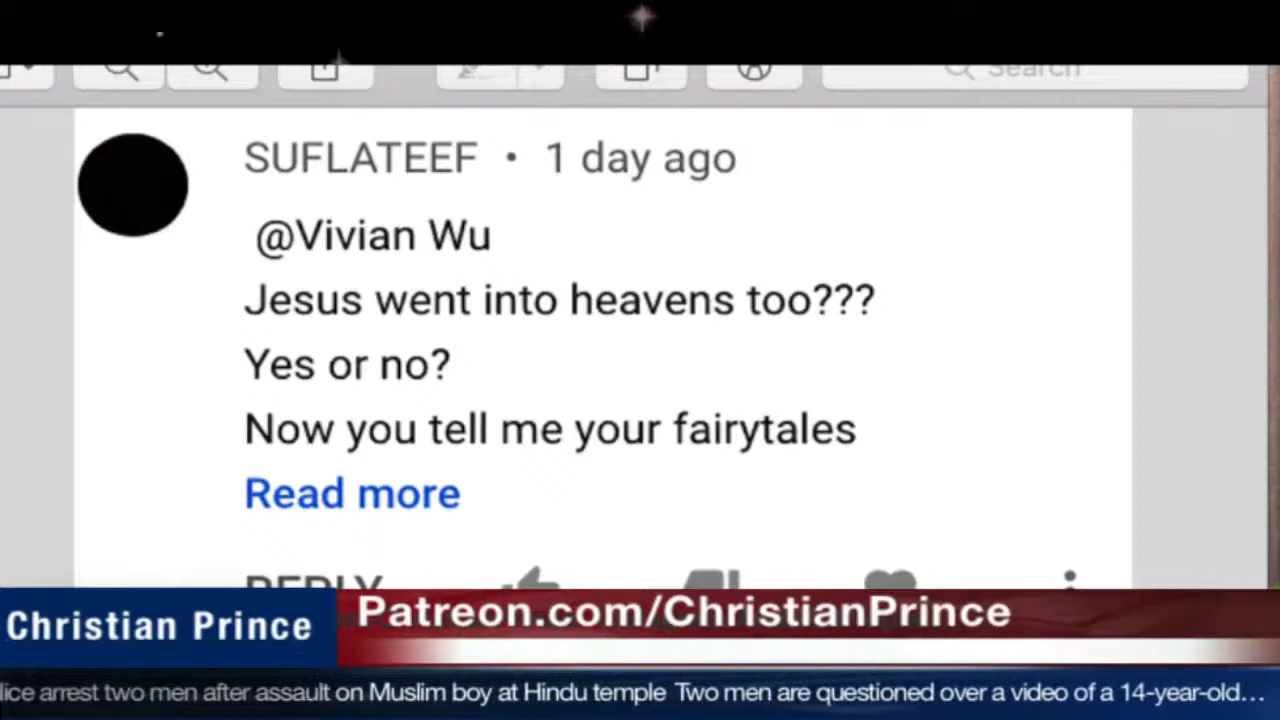 Search
SUFLATEEF • 1 day ago
@Vivian Wu
Jesus went into heavens too???
Yes or no?
Now you tell me your fairytales
Read more
REPLY
Christian Prince
Patreon.com/ChristianPrince
lice arrest two men after assault on Muslim boy at Hindu temple Two men are questioned over a video of a 14-year-old…